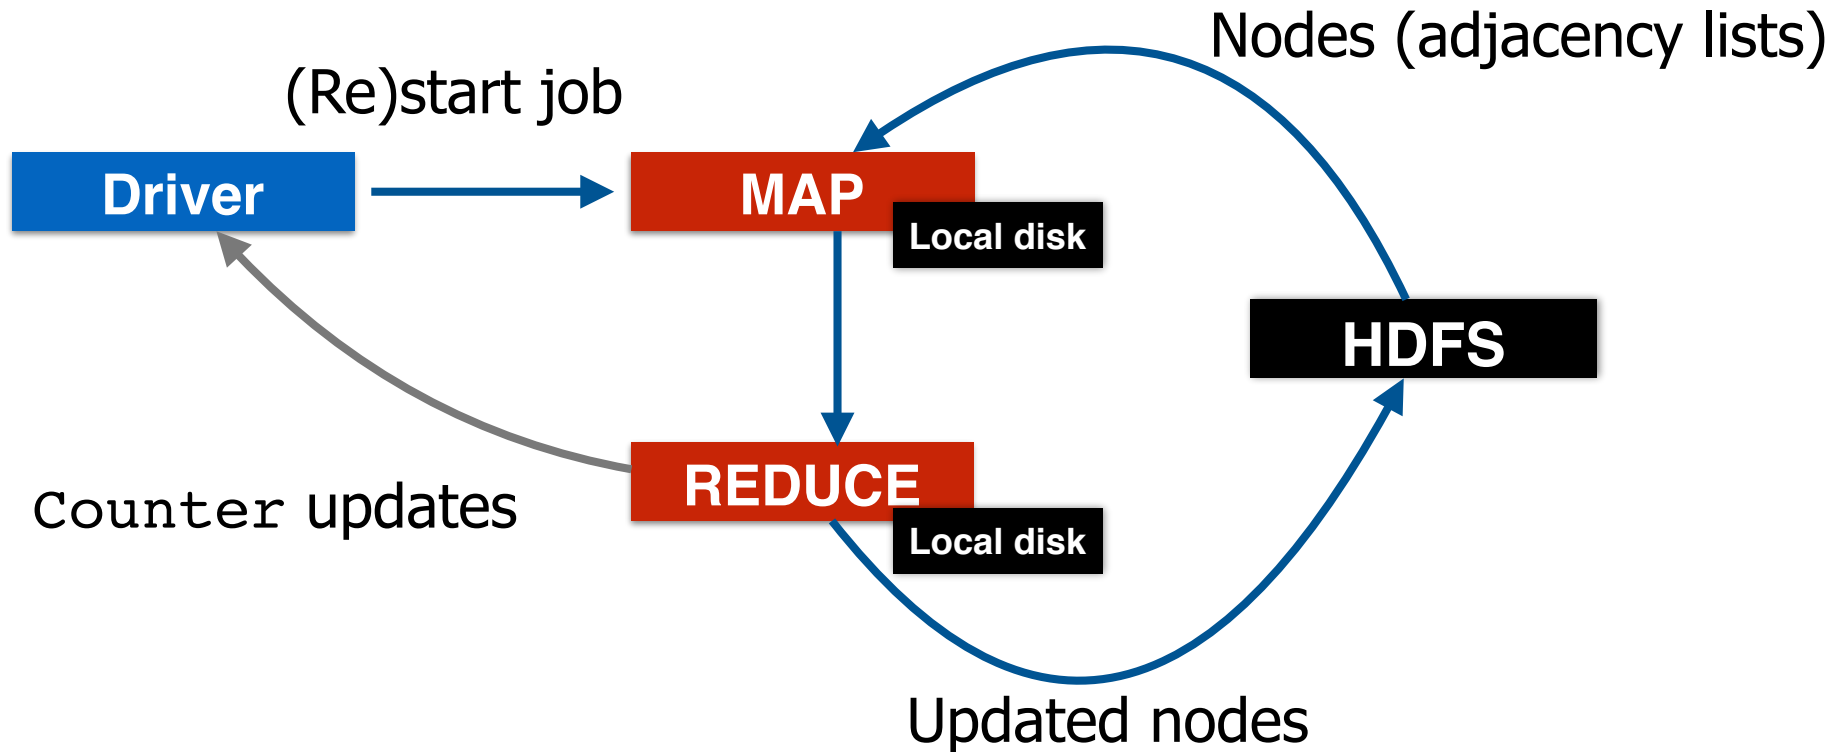 Nodes (adjacency lists)
(Re)start job
Driver
MAP
Local disk
HDFS
REDUCE
Counter updates
Local disk
Updated nodes